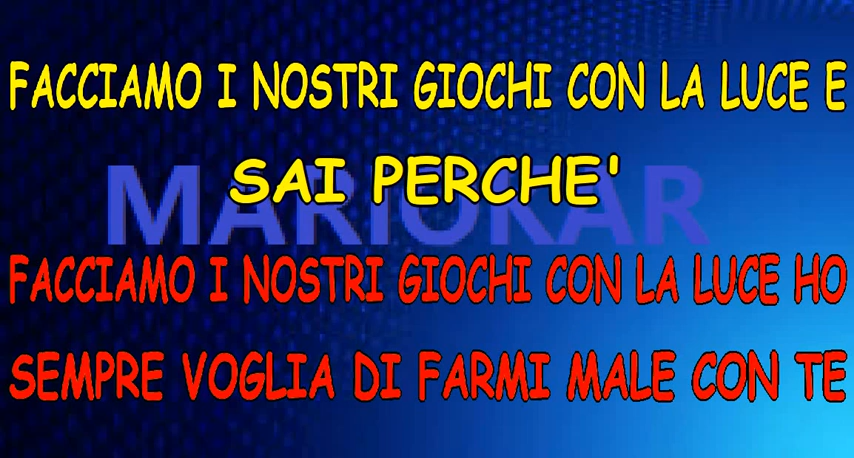 FACCIAMO I NOSTRI GIOCHI CON LA LUCE E
SAI PERCHE'
MARIOKAR
FACCIAMO I NOSTRI GIOCHI CON LA LUCE HO
SEMPRE VOGLIA DI FARMI MALE CON TE